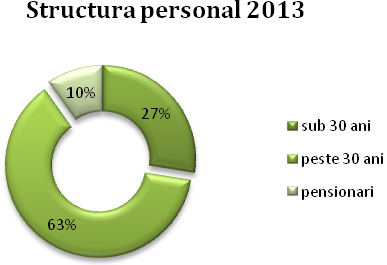 Structura personal 2013
10%
27%
63%
sub 30 ani
peste 30 ani
pensionari